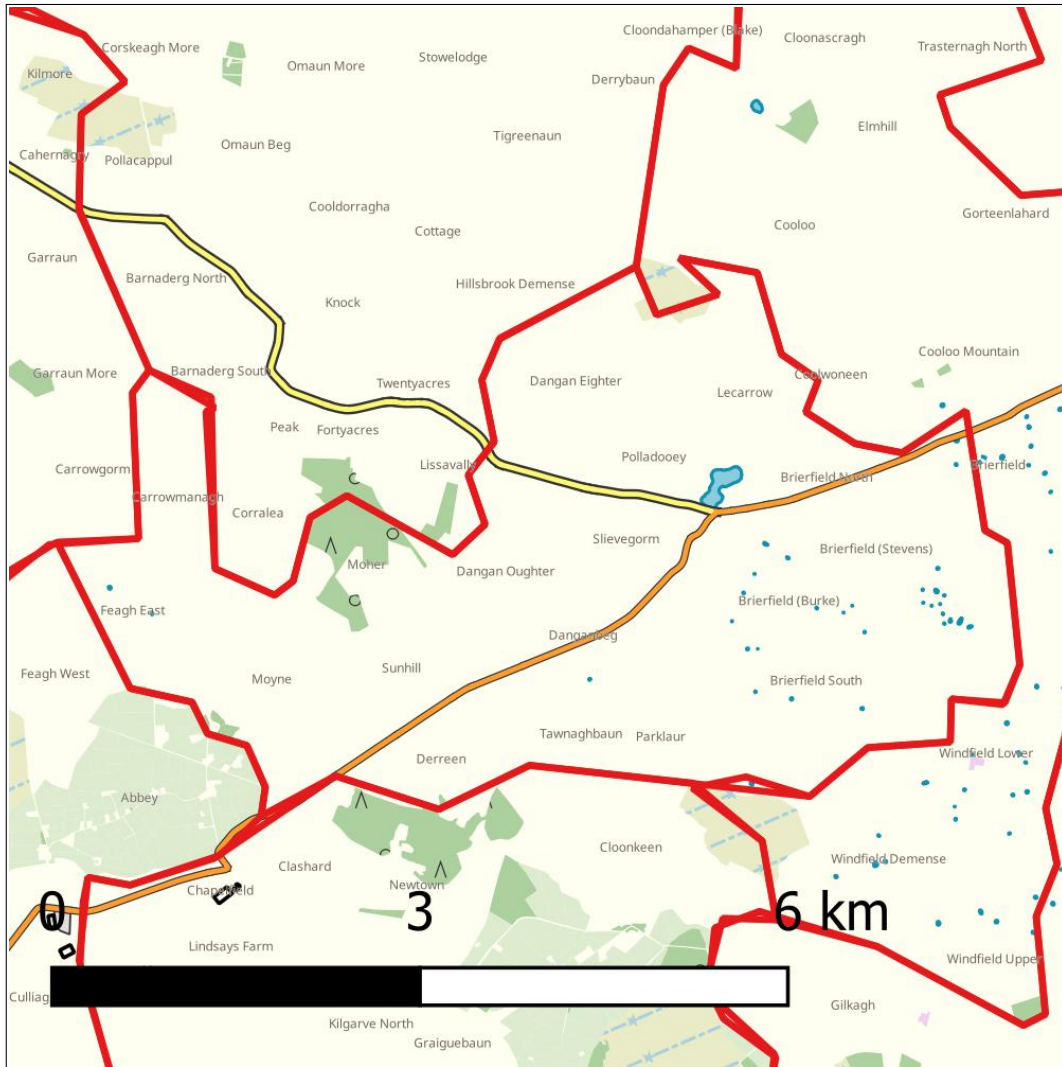 Cloondahamper (Blake)
Cloonascragh
Corskeagh More
Trasternagh North
Stowelodge
Omaun More
Kilmore
Derrybaun
Elmhill
Tigreenaun
Omaun Beg
Cahernagry
Pollacappul
Cooldorragha
Gorteenlahard
Cooloo
Cottage
Garraun
Barnaderg North
Hillsbrook Demense
Knock
Cooloo Mountain
Garraun More
Barnaderg South
Coolwoneen
Twentyacres
Dangan Eighter
Lecarrow
Peak
Fortyacres
Polladooey
Lissavally
Brierfield
Carrowgorm
Brierfield North
Carrowmanagh
Corralea
Slievegorm
Brierfield (Stevens)
Moher
Dangan Oughter
Brierfield (Burke)
Feagh East
Danganbeg
Sunhill
Feagh West
Moyne
Brierfield South
Tawnaghbaun
Parklaur
Windfield Lower
Derreen
Abbey
Cloonkeen
Windfield Demense
Clashard
Newtown
Chapelfield
0
3
6 km
Lindsays Farm
Windfield Upper
Gilkagh
Kilgarve North
Graiguebaun